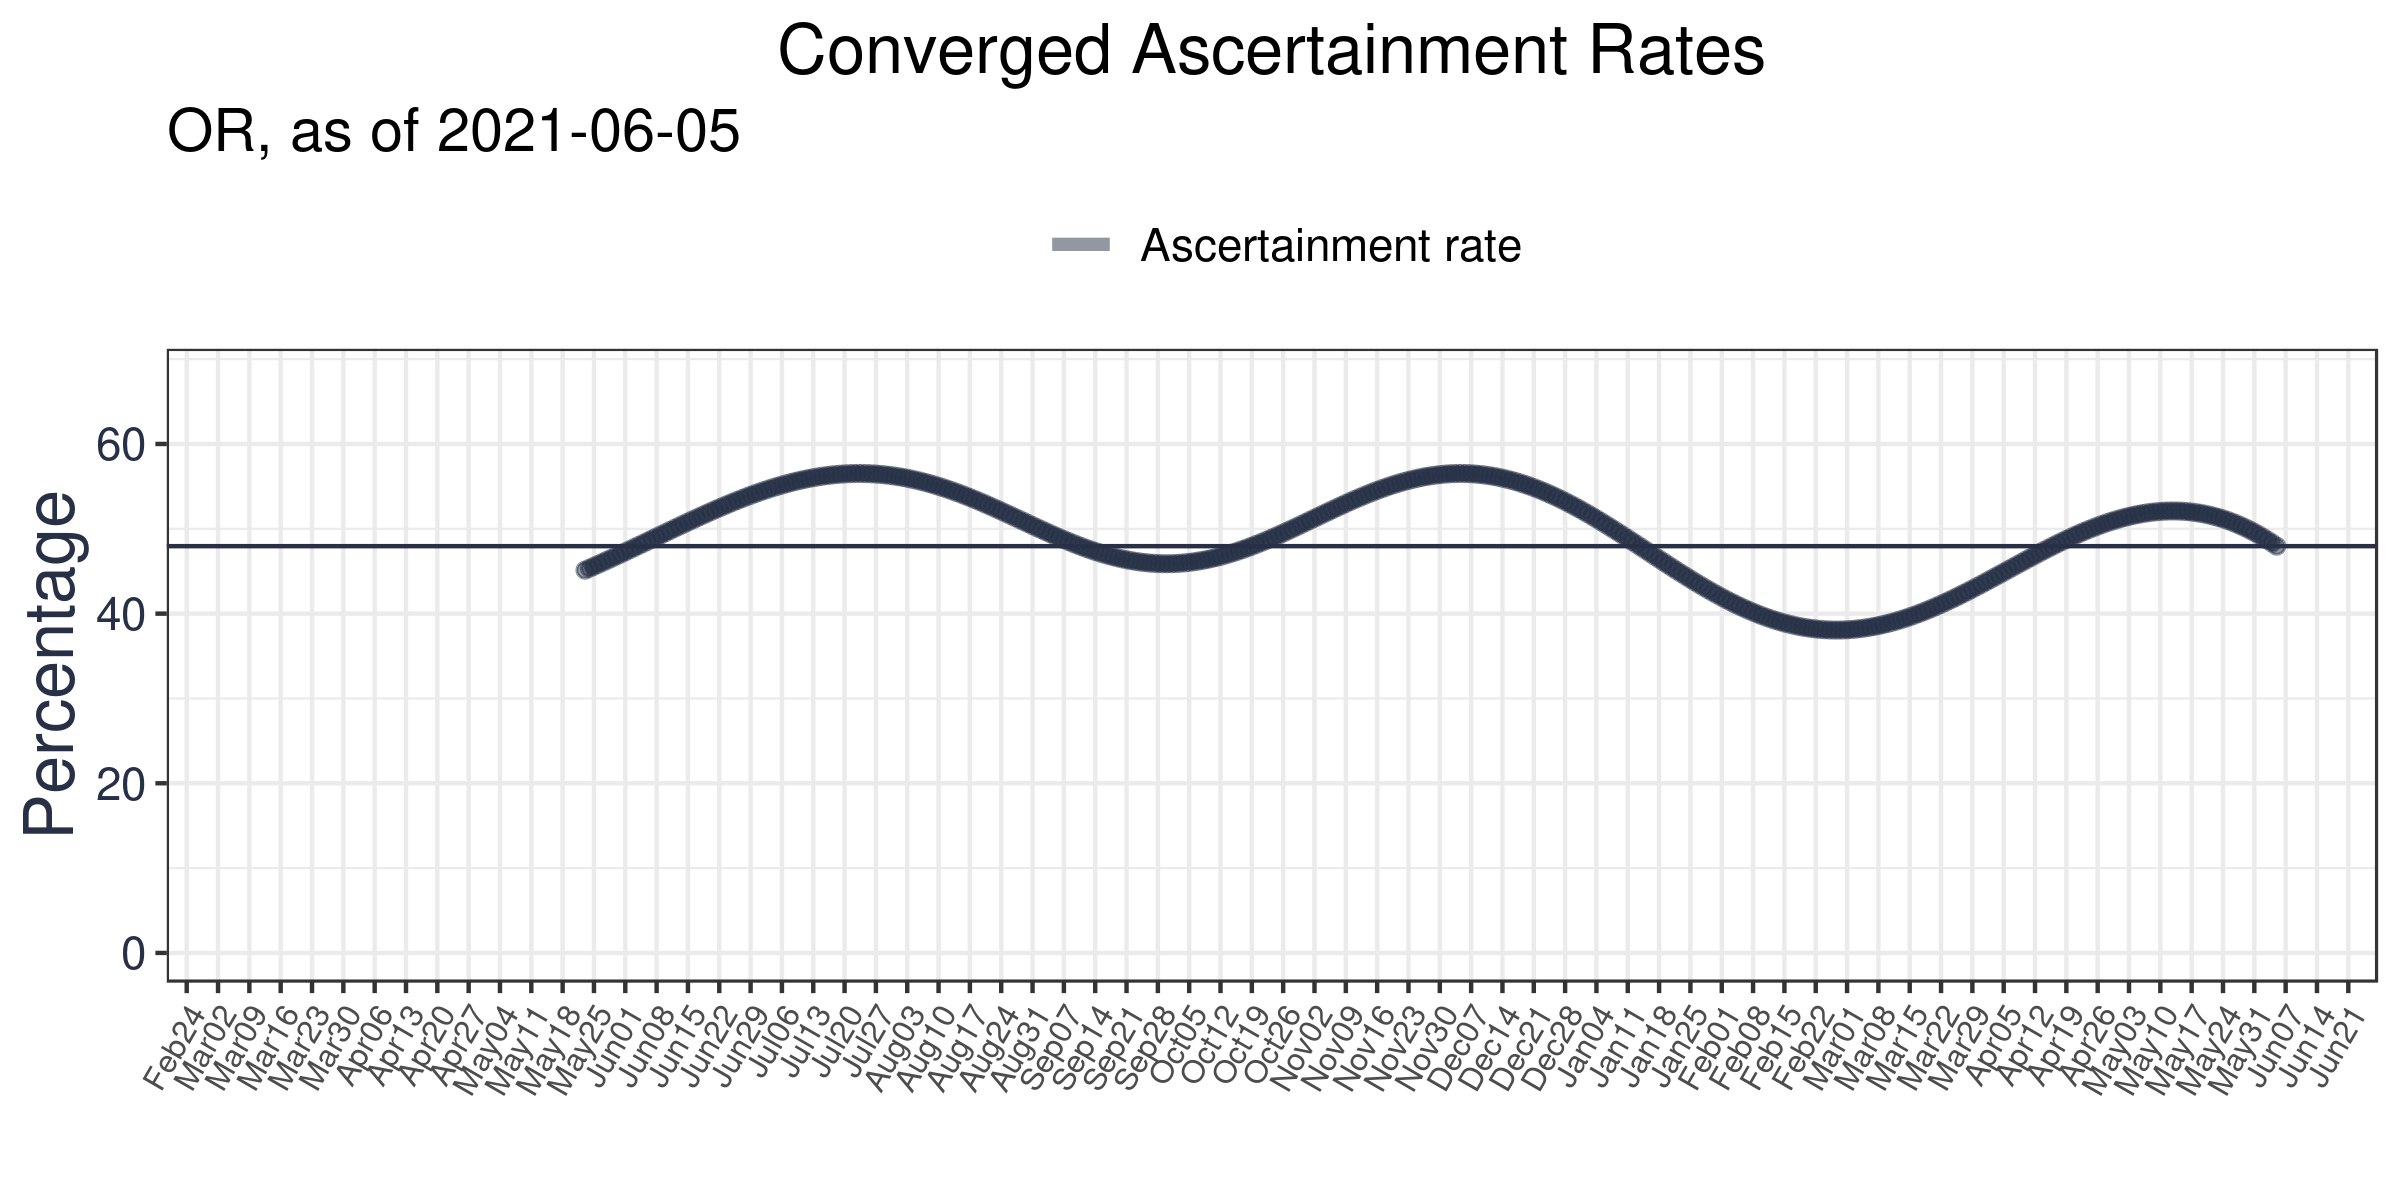 Converged Ascertainment Rates
OR, as of 2021-06-05
Ascertainment rate
Percentage
60
40
20
0
Feb24
Mar02
Mar09
Mar16
Mar23
Mar30
Apr06
Apr13
Apr20
Apr27
May04
May11
May18
May25
Jun01
Jun08
Jun15
Jun22
Jun29
Jul06
Jul13
Jul20
Jul27
Aug03
Aug10
Aug17
Aug24
Aug31
Sep07
Sep14
Sep21
Sep28
Oct05
Oct12
Oct19
Oct26
Nov02
Nov09
Nov16
Nov23
Nov30
Dec07
Dec14
Dec21
Dec28
Jan04
Jan11
Jan18
Jan25
Feb01
Feb08
Feb15
Feb22
Mar01
Mar08
Mar15
Mar22
Mar29
Apr05
Apr12
Apr19
Apr26
May03
May10
May17
May24
May31
Jun07
Jun14
Jun21